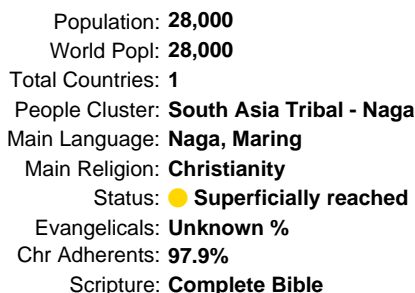 Population: 28,000
World Popl: 28,000
Total Countries: 1
People Cluster: South Asia Tribal - Naga
Main Language: Naga, Maring
Main Religion: Christianity
Status: Superficially reached
Evangelicals: Unknown %
Chr Adherents: 97.9%
Scripture: Complete Bible